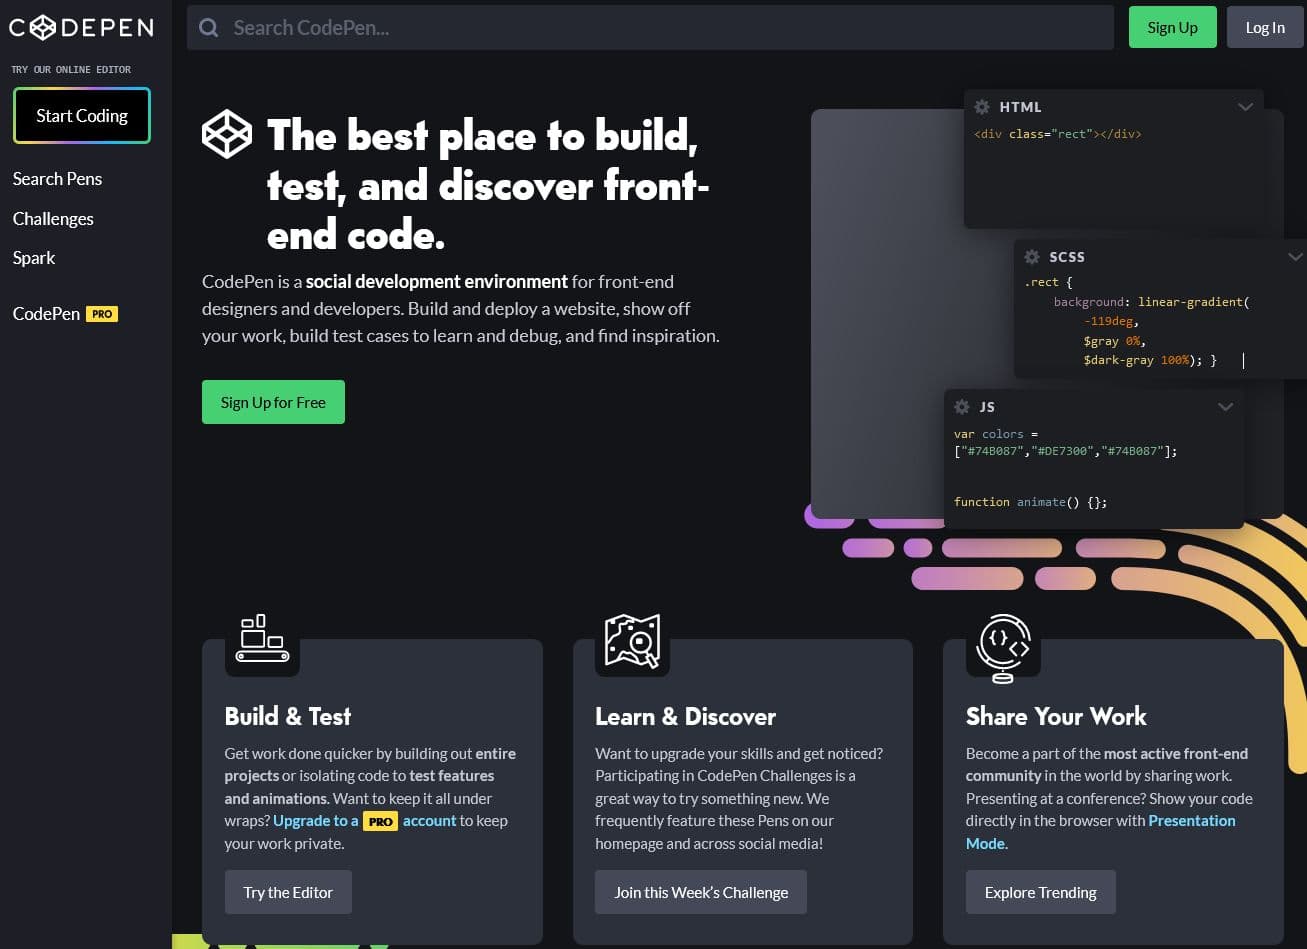 CODEPEN
Search CodePen...
Sign Up
Log In
TRY OUR ONLINE EDITOR
Start Coding
Search Pens
Challenges
Spark
CodePen PRO
The best place to build,
test, and discover front-
end code.
CodePen is a social development environment for front-end
designers and developers. Build and deploy a website, show off
your work, build test cases to learn and debug, and find inspiration.
Sign Up for Free
HTML
<div class="rect"></div>
SCSS
.rect {
background: linear-gradient(
-119deg,
$gray 0%,
$dark-gray 100%); }
JS
var colors =
["#74B087","#DE7300","#74B087"];
function animate() {};
Build & Test
Get work done quicker by building out entire
projects or isolating code to test features
and animations. Want to keep it all under
wraps? Upgrade to a PRO account to keep
your work private.
Try the Editor
Learn & Discover
Want to upgrade your skills and get noticed?
Participating in CodePen Challenges is a
great way to try something new. We
frequently feature these Pens on our
homepage and across social media!
Join this Week's Challenge
Share Your Work
Become a part of the most active front-end
community in the world by sharing work.
Presenting at a conference? Show your code
directly in the browser with Presentation
Mode.
Explore Trending